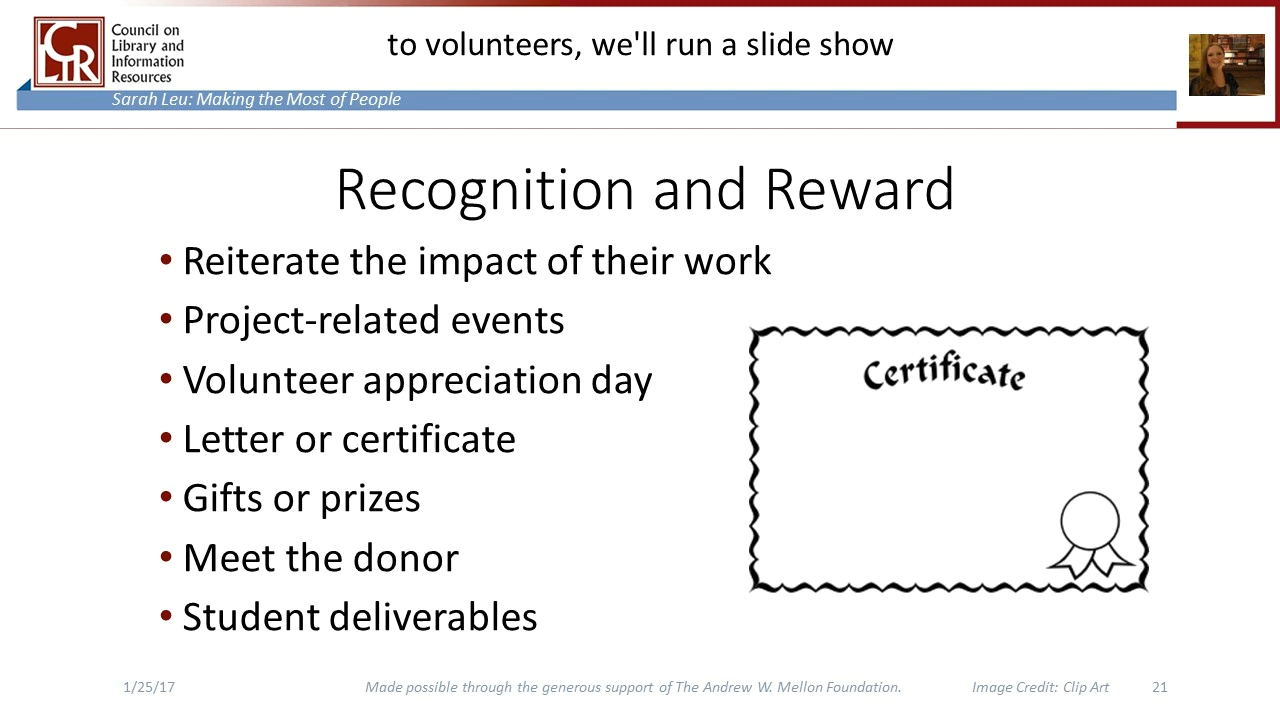 to volunteers, we'll run a slide show
CLIR
Council on
Library and
Information
Resources
Sarah Leu: Making the Most of People
Recognition and Reward
• Reiterate the impact of their work
• Project-related events
• Volunteer appreciation day
• Letter or certificate
• Gifts or prizes
• Meet the donor
• Student deliverables
Certificate
1/25/17
Made possible through the generous support of The Andrew W. Mellon Foundation.
Image Credit: Clip Art
21